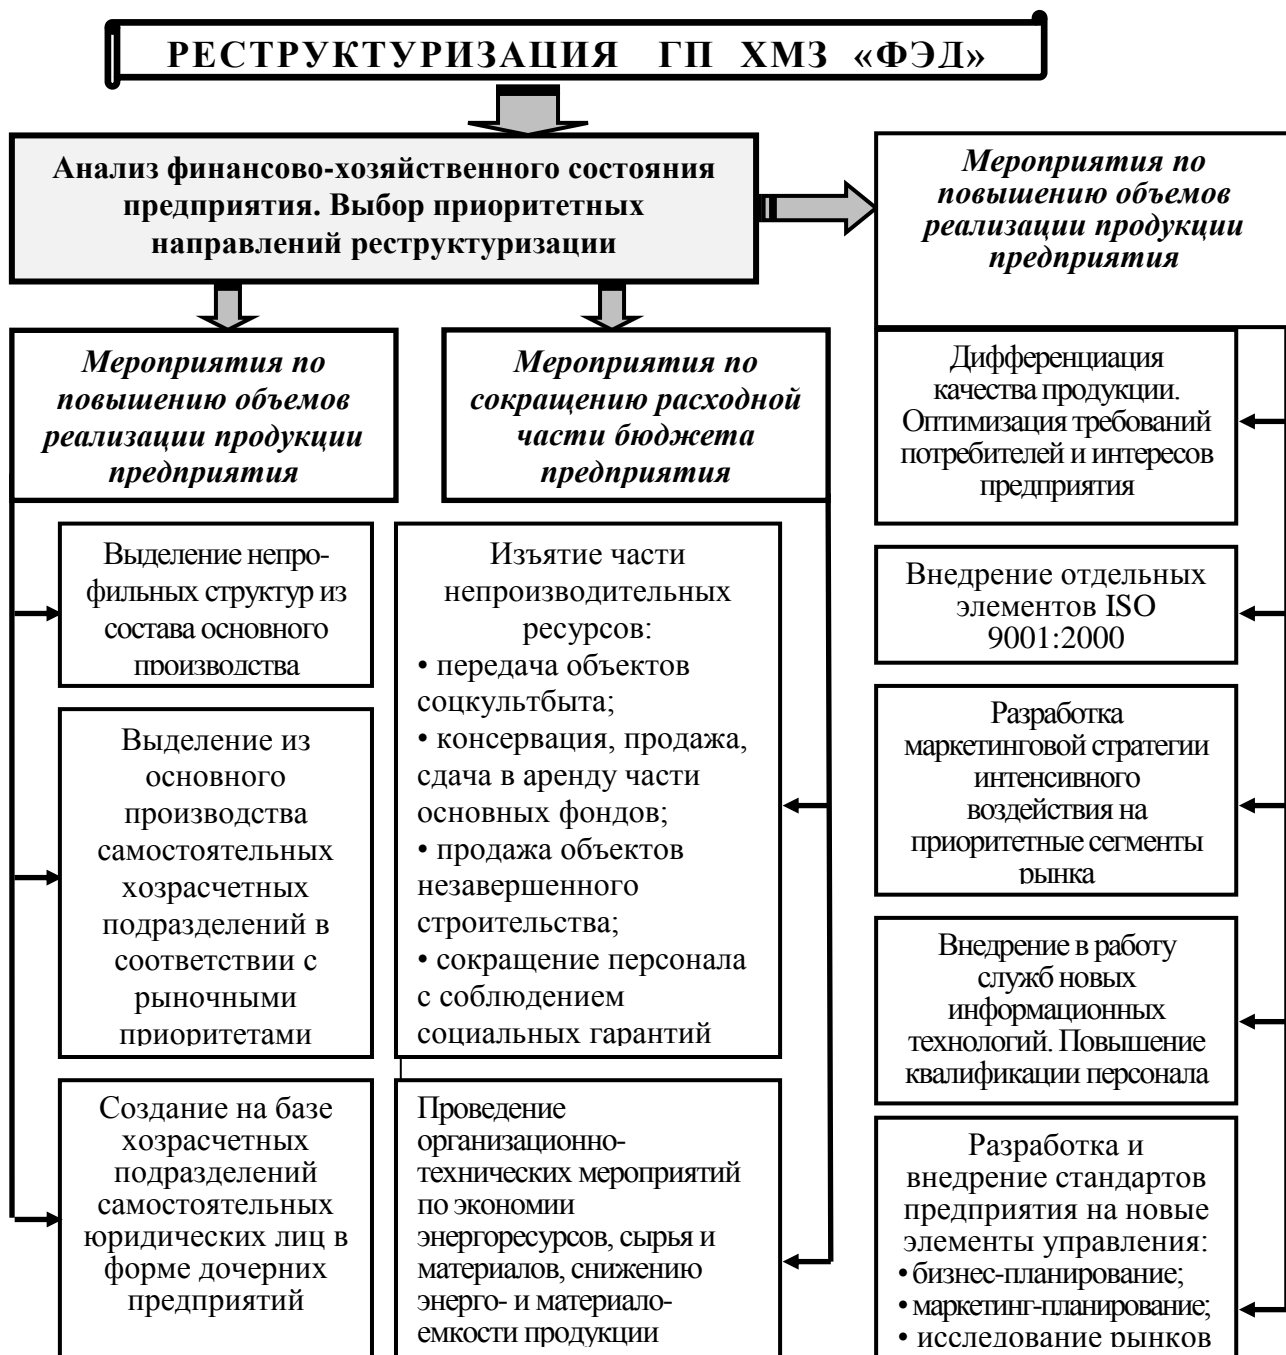 РЕСТРУКТУРИЗАЦИЯ ГП ХМЗ «ФЭД»
Анализ финансово-хозяйственного состояния
предприятия. Выбор приоритетных
направлений реструктуризации
Мероприятия по
повышению объемов
реализации продукции
предприятия
Мероприятия по
повышению объемов
реализации продукции
предприятия
Выделение непро-
фильных структур из
состава основного
производства
Выделение из
основного
производства
самостоятельных
хозрасчетных
подразделений в
соответствии с
рыночными
приоритетами
Создание на базе
хозрасчетных
подразделений
самостоятельных
юридических лиц в
форме дочерних
предприятий
Мероприятия по
сокращению расходной
части бюджета
предприятия
Изъятие части
непроизводительных
ресурсов:
• передача объектов
соцкультбыта;
• консервация, продажа,
сдача в аренду части
основных фондов;
• продажа объектов
незавершенного
строительства;
• сокращение персонала
с соблюдением
социальных гарантий
Проведение
организационно-
технических мероприятий
по экономии
энергоресурсов, сырья и
материалов, снижению
энерго- и материало-
емкости продукции
Дифференциация
качества продукции.
Оптимизация требований
потребителей и интересов
предприятия
Внедрение отдельных
элементов ISO
9001:2000
Разработка
маркетинговой стратегии
интенсивного
воздействия на
приоритетные сегменты
рынка
Внедрение в работу
служб новых
информационных
технологий. Повышение
квалификации персонала
Разработка и
внедрение стандартов
предприятия на новые
элементы управления:
• бизнес-планирование;
• маркетинг-планирование;
• исследование рынков